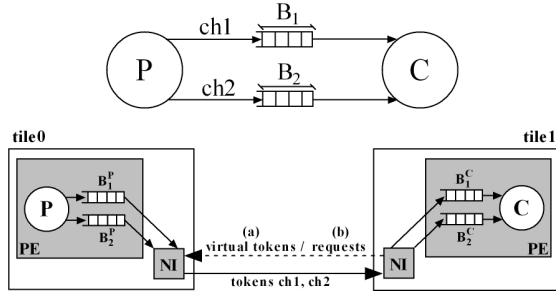 ch1
B1
P
C
ch2
B2
tile0
tile1
B1P
B1C
P
B2P
PE
(a) (b)
virtual tokens / requests
NI
NI
tokens ch1, ch2
B2C
C
PE